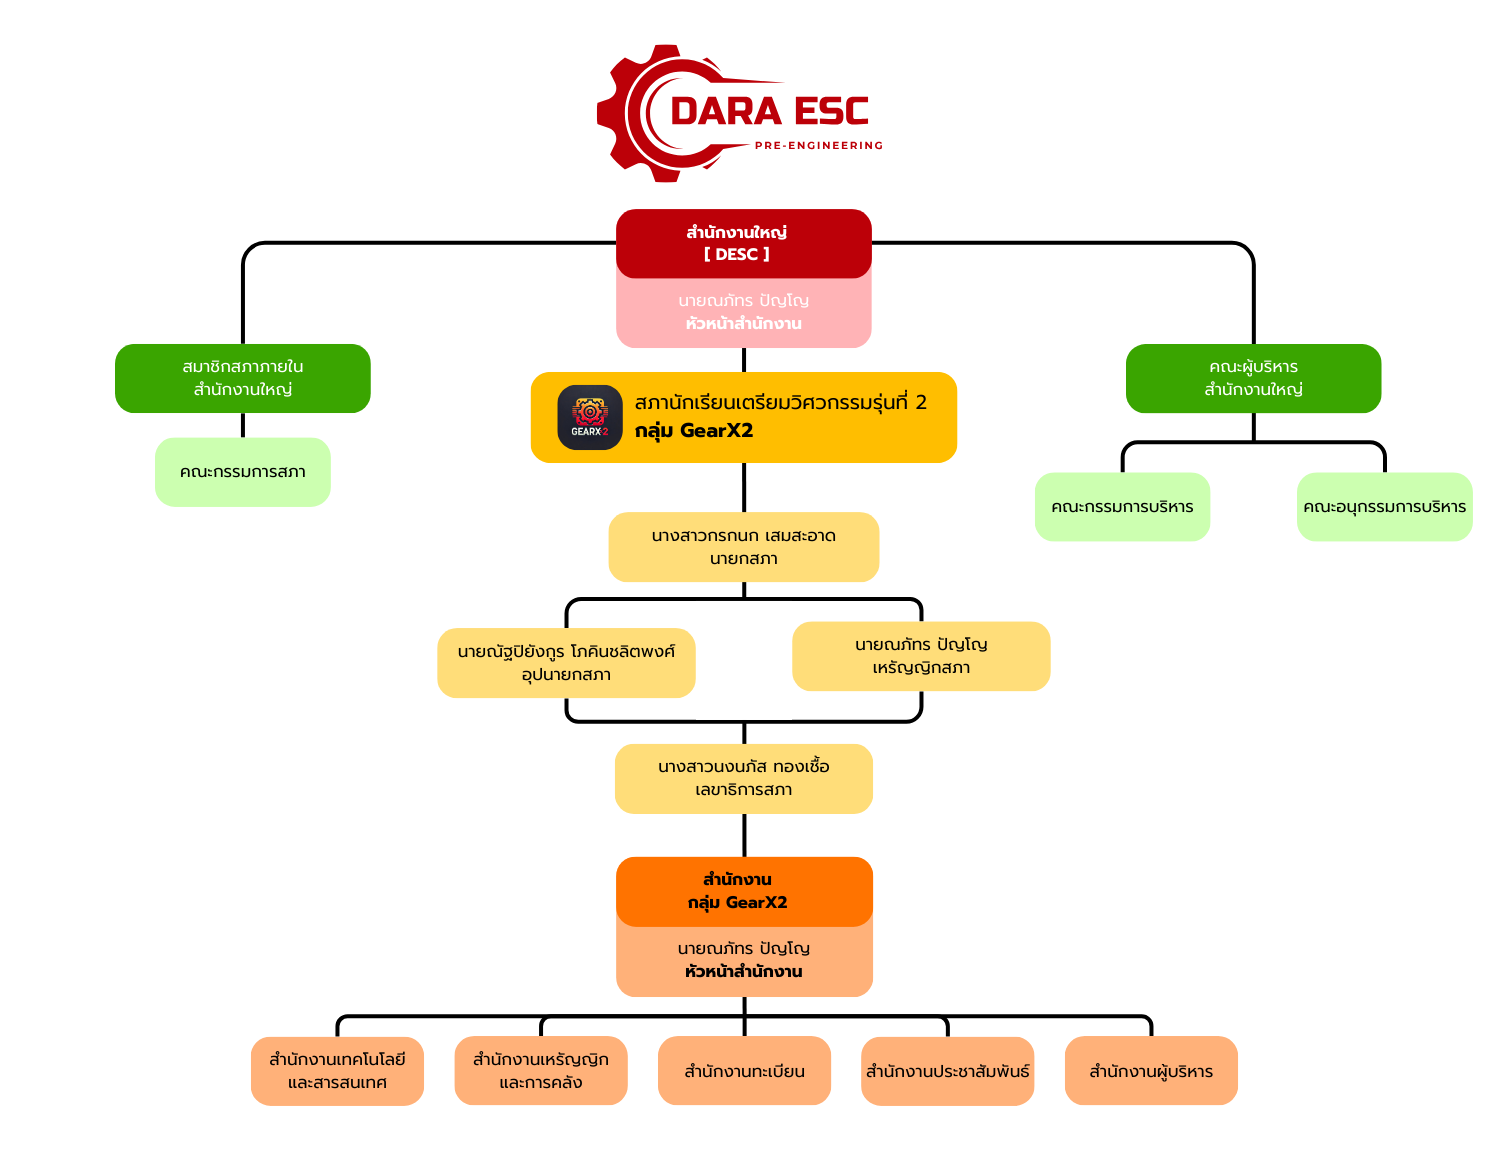 DARA ESC
PRE-ENGINEERING
สำนักงานใหญ่
[ DESC ]
นายณภัทร ปัญโญ
หัวหน้าสำนักงาน
สมาชิกสภาภายใน
สำนักงานใหญ่
คณะกรรมการสภา
คณะผู้บริหาร
สำนักงานใหญ่
คณะกรรมการบริหาร
คณะอนุกรรมการบริหาร
GEARX-2
สภานักเรียนเตรียมวิศวกรรมรุ่นที่ 2
กลุ่ม GearX2
นางสาวกรกนก เสมสะอาด
นายกสภา
นายณัฐปิยังกูร โภคินชลิตพงศ์
อุปนายกสภา
นายณภัทร ปัญโญ
เหรัญญิกสภา
นางสาวนงนภัส ทองเชื้อ
เลขาธิการสภา
สำนักงาน
กลุ่ม GearX2
นายณภัทร ปัญโญ
หัวหน้าสำนักงาน
สำนักงานเทคโนโลยี
และสารสนเทศ
สำนักงานเหรัญญิก
และการคลัง
สำนักงานทะเบียน
สำนักงานประชาสัมพันธ์
สำนักงานผู้บริหาร